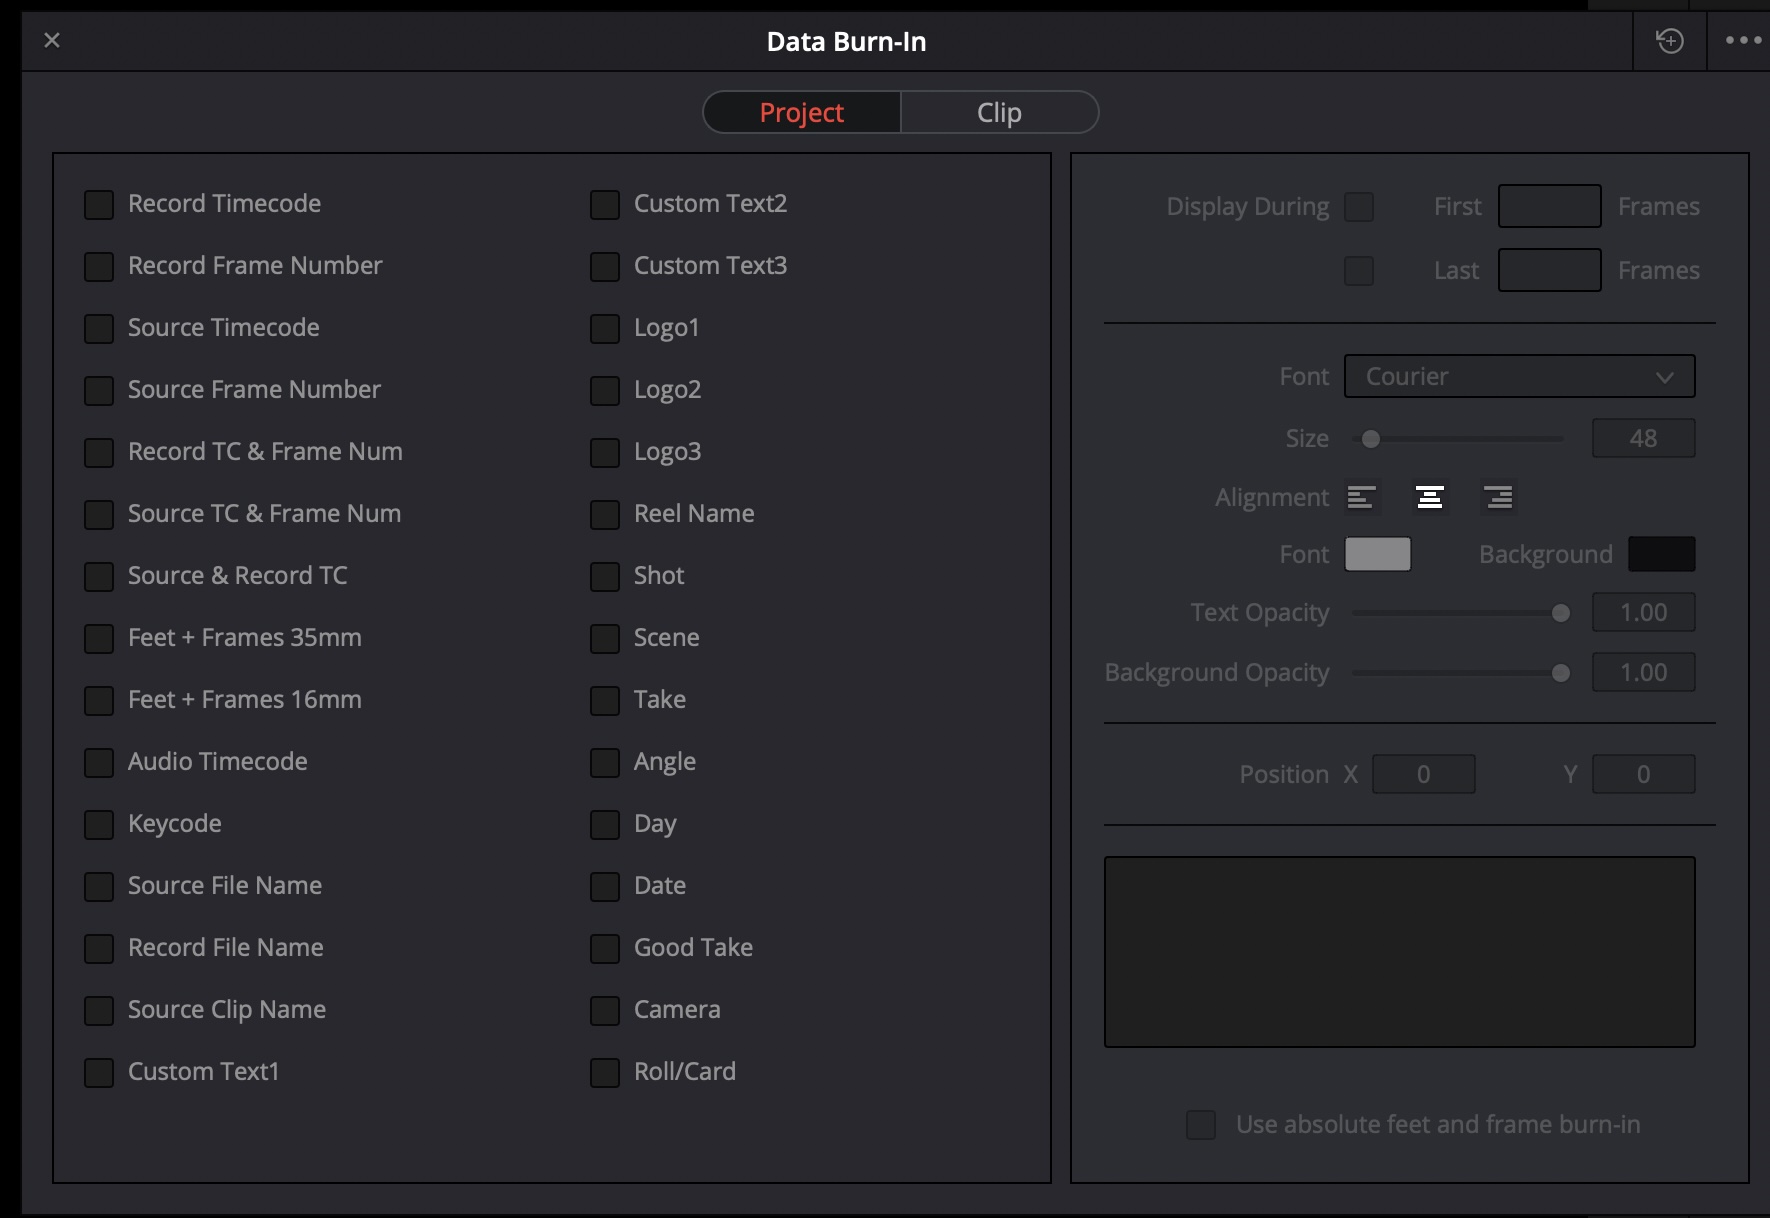 Data Burn-In
Project
Clip
Record Timecode
Record Frame Number
Source Timecode
Source Frame Number
Record TC & Frame Num
Source TC & Frame Num
Source & Record TC
Feet + Frames 35mm
Feet + Frames 16mm
Audio Timecode
Keycode
Source File Name
Record File Name
Source Clip Name
Custom Text1
Custom Text2
Custom Text3
Logo1
Logo2
Logo3
Reel Name
Shot
Scene
Take
Angle
Day
Date
Good Take
Camera
Roll/Card
Display During First Frames
Last Frames
Font Courier
Size 48
Alignment
Font Background
Text Opacity 1.00
Background Opacity 1.00
Position X 0 Y 0
Use absolute feet and frame burn-in